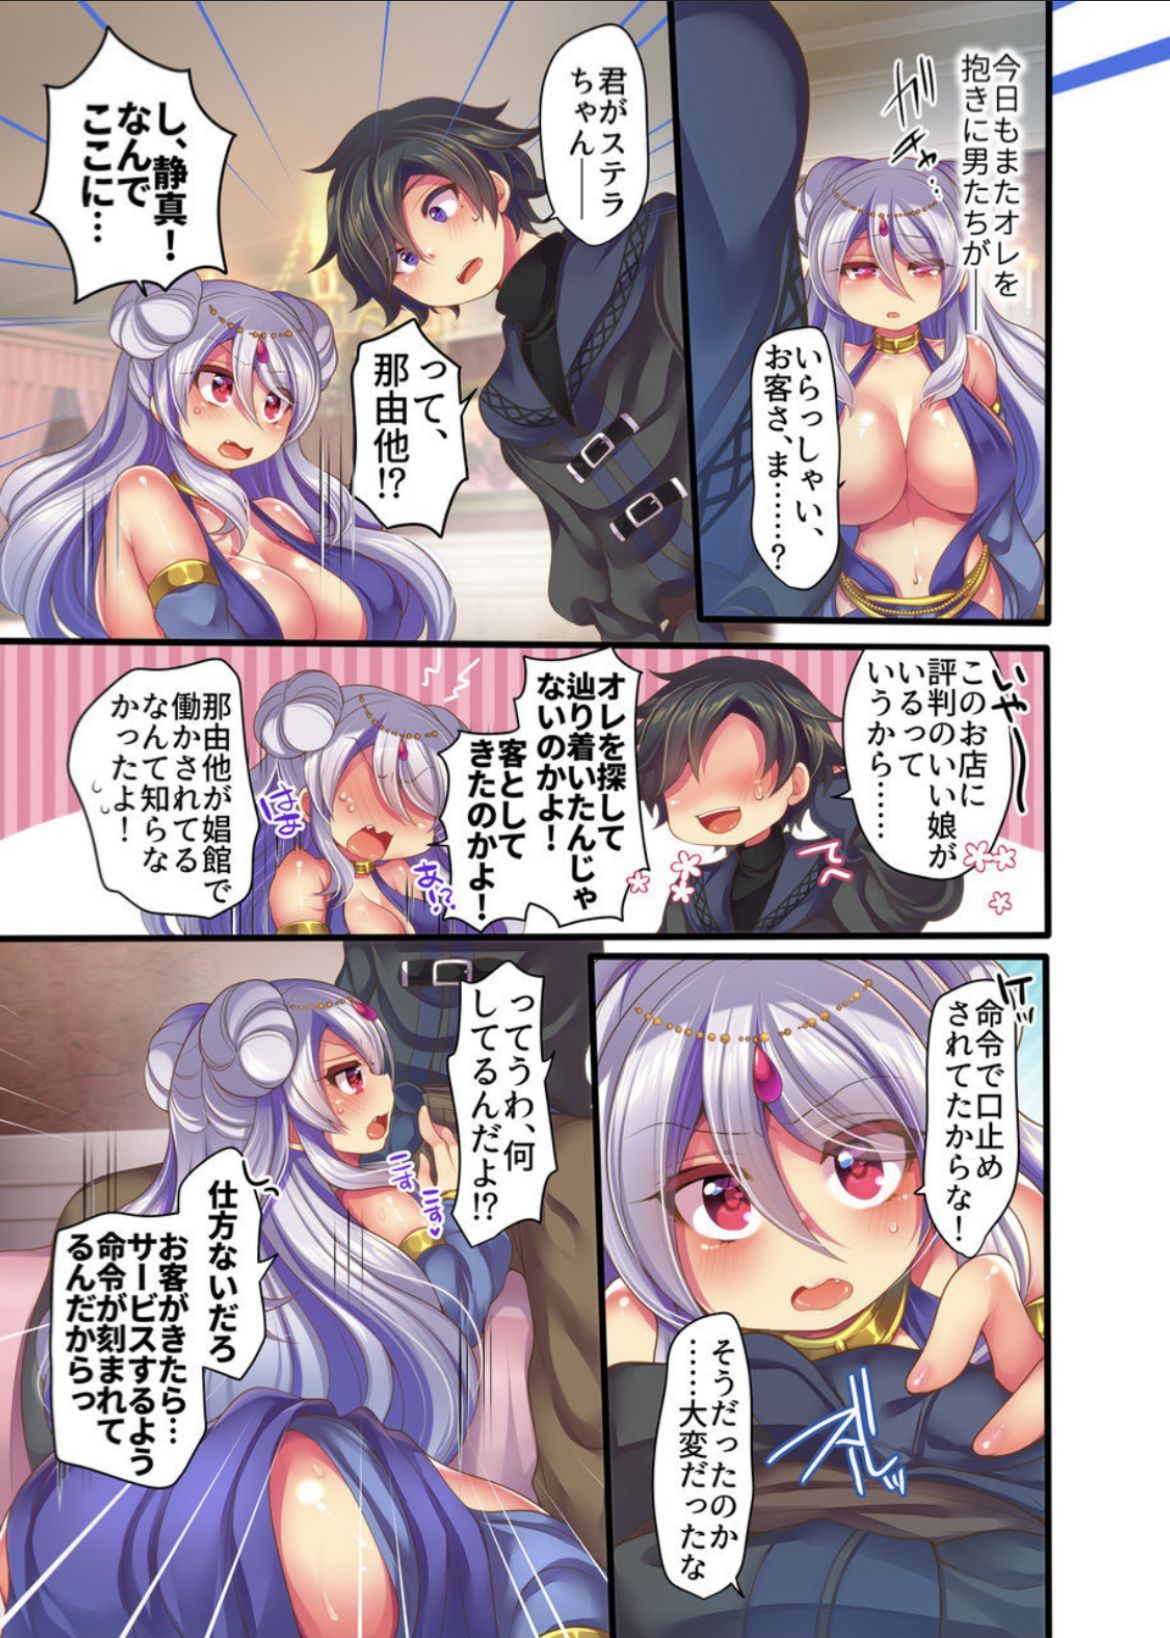 今日もまたオレを
抱きに男たちが――
ガチャ…
いらっしゃい、
お客さ、ま……？
君がステラ
ちゃん――
って、
那由他!?
し、静真！
なんで
ここに…
いやー
このお店に
評判のいい娘が
いるって
いうから……
てへ
オレを探して
辿り着いたんじゃ
ないのかよ！
客として
きたのかよ！
あ!?
はな
那由他が娼館で
働かされてる
なんて知らな
かったよ！
命令で口止め
されてたからな！
そうだったのか
……大変だったな
ズルッ
ってうわ、何
してるんだよ!?
こす
こす♥
仕方ないだろ
お客がきたら…
サービスするよう
命令が刻まれて
るんだからっ